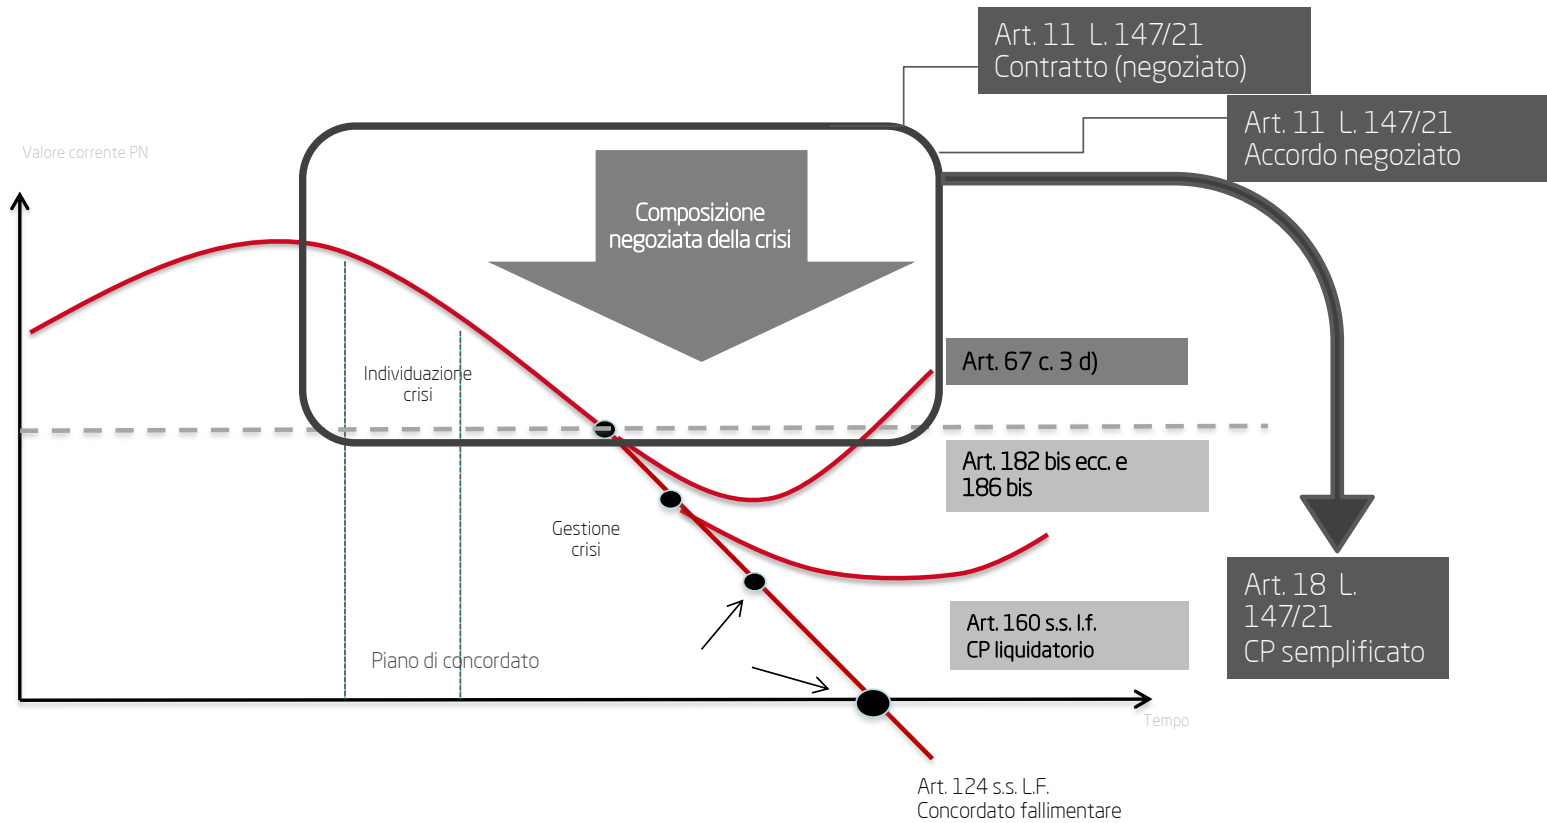 Art. 11 L. 147/21
Contratto (negoziato)
Art. 11 L. 147/21
Accordo negoziato
Valore corrente PN
Composizione
negoziata della crisi
Art. 67 c. 3 d)
Individuazione
crisi
Art. 182 bis ecc. e
186 bis
Gestione
crisi
Art. 18 L.
147/21
CP semplificato
Art. 160 s.s. l.f.
CP liquidatorio
Piano di concordato
Tempo
Art. 124 s.s. L.F.
Concordato fallimentare